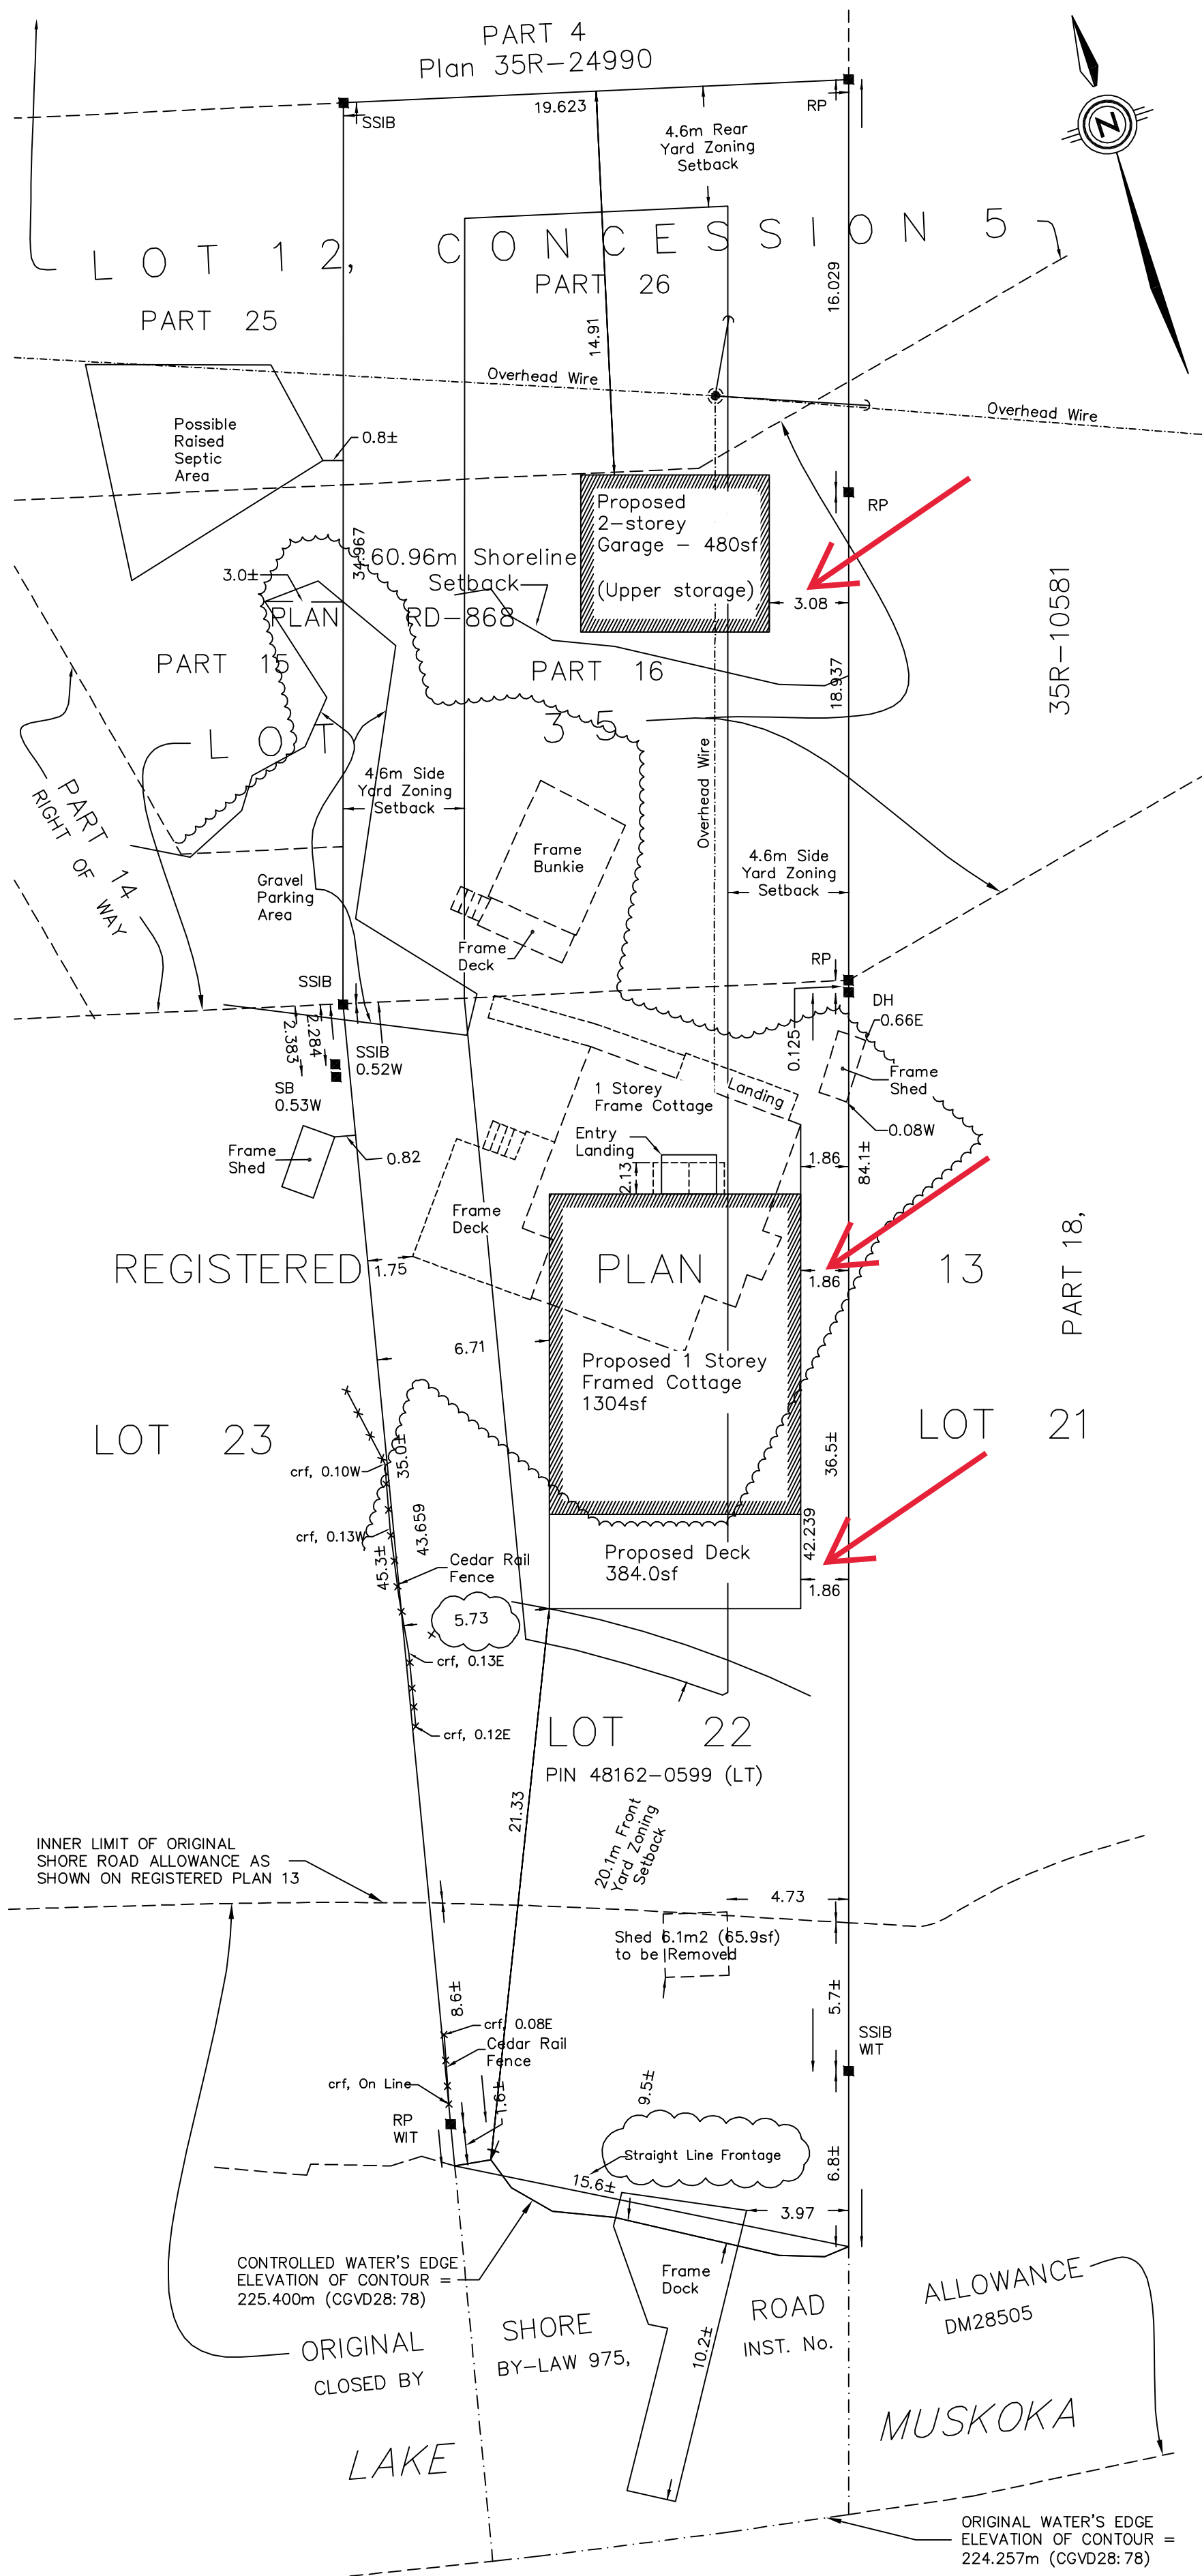 PART 4
Plan 35R-24990
19.623
SSIB
RP
N
4.6m Rear
Yard Zoning
Setback
LOT 12, CONCESSION 5
PART 26
PART 25
16.029
14.91
Overhead Wire
Overhead Wire
Possible
Raised
Septic
Area
0.8±
RP
Proposed
2-storey
Garage - 480sf
(Upper storage)
3.08
34.967
60.96m Shoreline
Setback
3.0±
PLAN RD-868
PART 15
PART 16
18.937
35R-10581
LOT 35
Overhead Wire
4.6m Side
Yard Zoning
Setback
PART 14
RIGHT OF WAY
Frame
Bunkie
4.6m Side
Yard Zoning
Setback
Gravel
Parking
Area
Frame
Deck
SSIB
RP
DH
0.66E
2.383
2.284
SSIB
0.52W
0.125
SB
0.53W
Frame
Shed
1 Storey
Frame Cottage
Landing
0.08W
Entry
Landing
Frame
Shed
0.82
1.86
84.1±
2.13
Frame
Deck
REGISTERED PLAN 13
1.75
1.86
PART 18,
6.71
Proposed 1 Storey
Framed Cottage
1304sf
LOT 23
LOT 21
35.0±
36.5±
crf, 0.10W
crf, 0.13W
43.659
42.239
45.3±
Cedar Rail
Fence
Proposed Deck
384.0sf
1.86
5.73
crf, 0.13E
crf, 0.12E
LOT 22
PIN 48162-0599 (LT)
21.33
20.1m Front
Yard Zoning
Setback
INNER LIMIT OF ORIGINAL
SHORE ROAD ALLOWANCE AS
SHOWN ON REGISTERED PLAN 13
4.73
Shed 6.1m2 (65.9sf)
to be Removed
8.6±
5.7±
crf, 0.08E
Cedar Rail
Fence
SSIB
WIT
crf, On Line
1.6±
9.5±
RP
WIT
Straight Line Frontage
15.6±
6.8±
3.97
CONTROLLED WATER'S EDGE
ELEVATION OF CONTOUR =
225.400m (CGVD28:78)
Frame
Dock
10.2±
ORIGINAL SHORE ROAD ALLOWANCE
CLOSED BY BY-LAW 975, INST. No. DM28505
LAKE MUSKOKA
ORIGINAL WATER'S EDGE
ELEVATION OF CONTOUR =
224.257m (CGVD28:78)